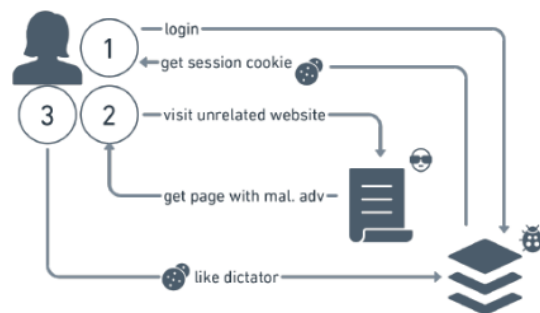 login
1
get session cookie
3
2
visit unrelated website
get page with mal. adv
like dictator